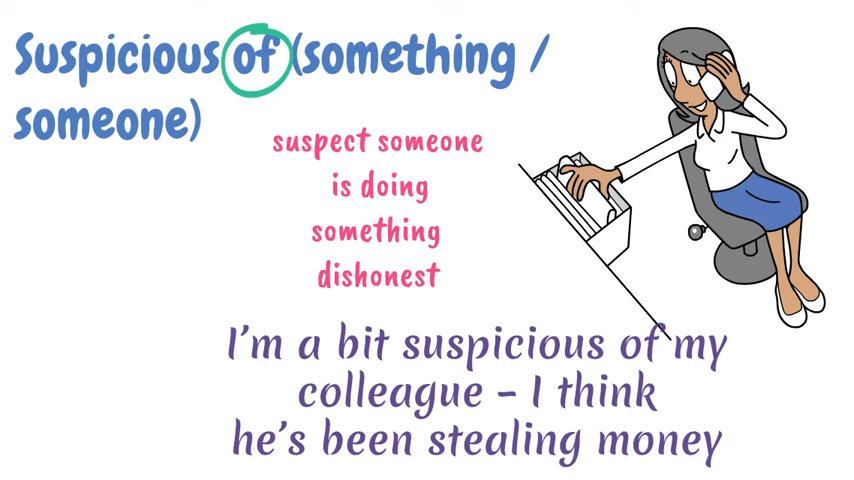 Suspicious of (something /
someone)
suspect someone
is doing
something
dishonest
I'm a bit suspicious of my
colleague – I think
he's been stealing money